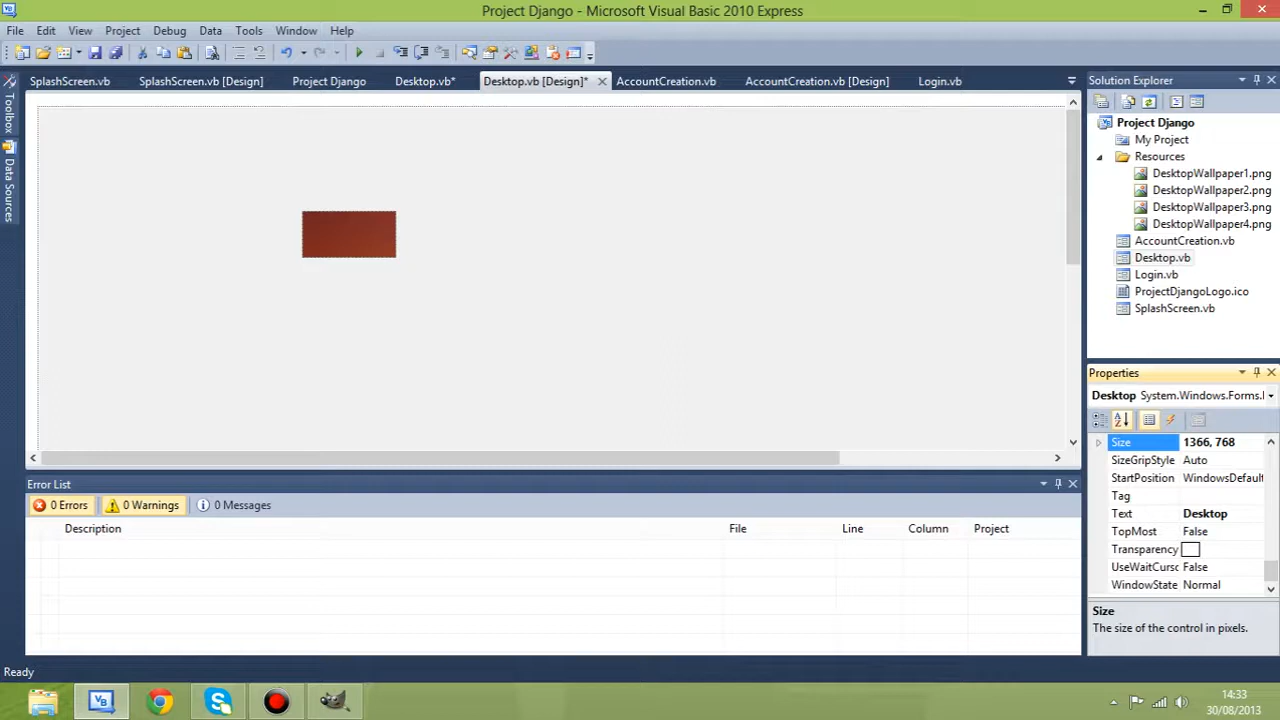 Project Django - Microsoft Visual Basic 2010 Express
File Edit View Project Debug Data Tools Window Help
SplashScreen.vb SplashScreen.vb [Design] Project Django Desktop.vb* Desktop.vb [Design]* AccountCreation.vb AccountCreation.vb [Design] Login.vb
Toolbox
Data Sources
Solution Explorer
Project Django
My Project
Resources
DesktopWallpaper1.png
DesktopWallpaper2.png
DesktopWallpaper3.png
DesktopWallpaper4.png
AccountCreation.vb
Desktop.vb
Login.vb
ProjectDjangoLogo.ico
SplashScreen.vb
Properties
Desktop System.Windows.Forms.
Size 1366, 768
SizeGripStyle Auto
StartPosition WindowsDefault
Tag
Text Desktop
TopMost False
Transparency
UseWaitCurso False
WindowState Normal
Size
The size of the control in pixels.
Error List
0 Errors 0 Warnings 0 Messages
Description File Line Column Project
Ready
14:33
30/08/2013